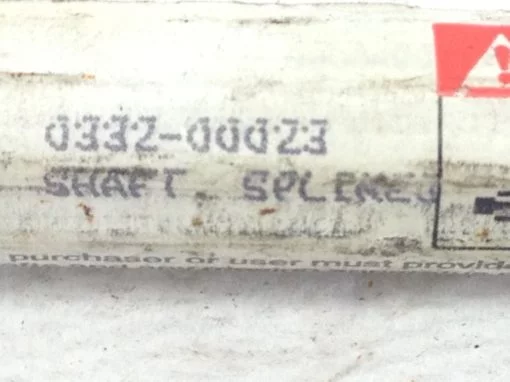 0332-00023
SHAFT, SPLINED
purchaser or user must provide